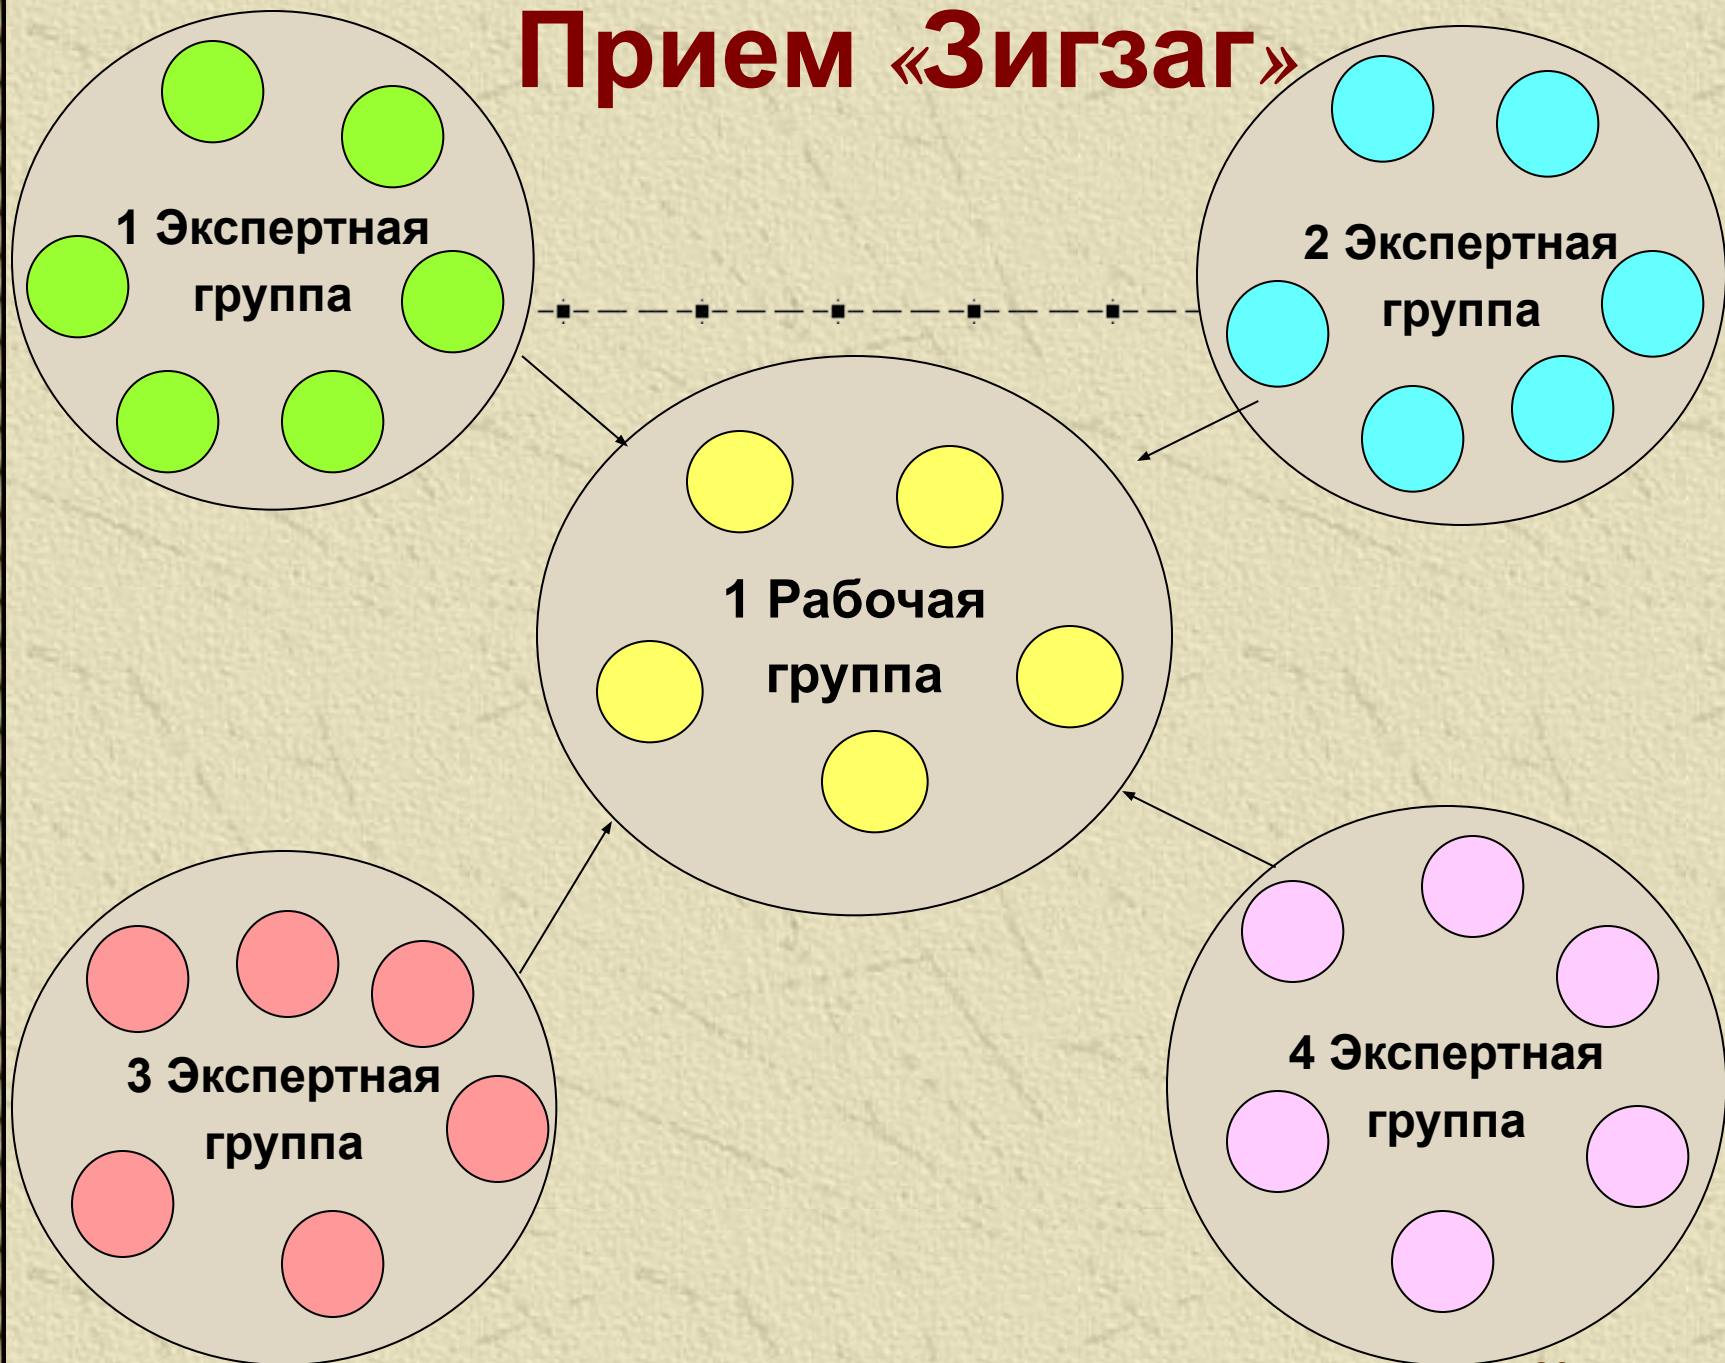 Прием «Зигзаг»
1 Экспертная
группа
2 Экспертная
группа
1 Рабочая
группа
3 Экспертная
группа
4 Экспертная
группа